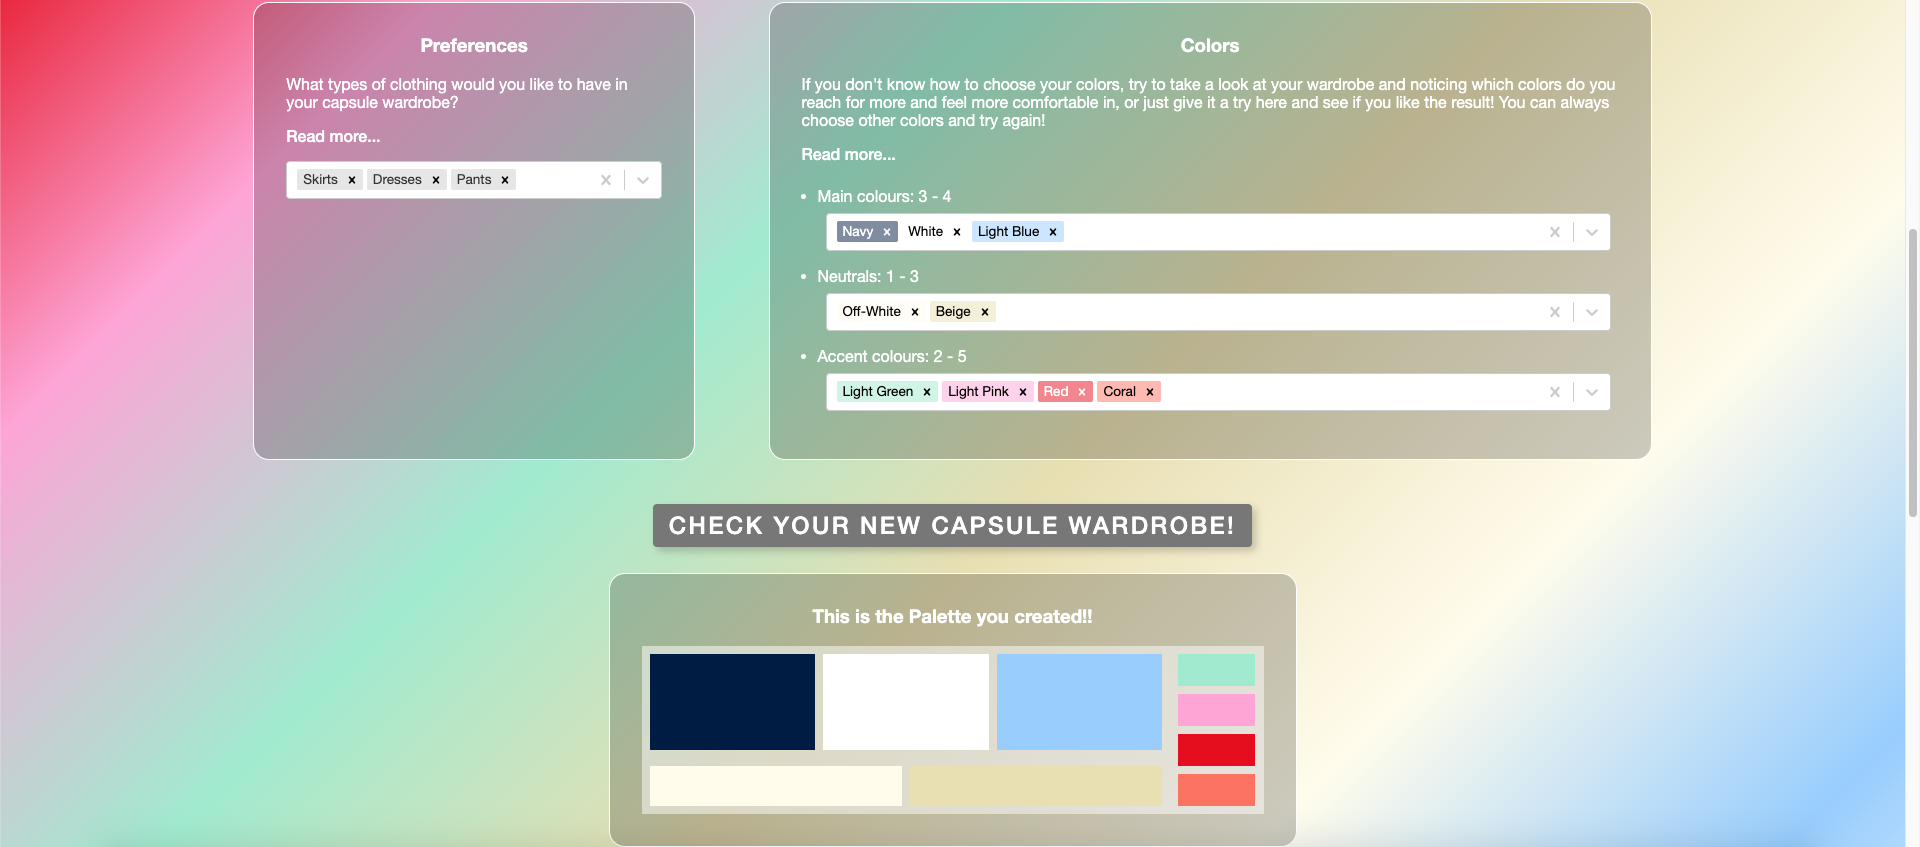 Preferences
What types of clothing would you like to have in
your capsule wardrobe?
Read more...
Skirts × Dresses × Pants ×
Colors
If you don't know how to choose your colors, try to take a look at your wardrobe and noticing which colors do you
reach for more and feel more comfortable in, or just give it a try here and see if you like the result! You can always
choose other colors and try again!
Read more...
• Main colours: 3 - 4
Navy × White × Light Blue ×
• Neutrals: 1 - 3
Off-White × Beige ×
• Accent colours: 2 - 5
Light Green × Light Pink × Red × Coral ×
CHECK YOUR NEW CAPSULE WARDROBE!
This is the Palette you created!!